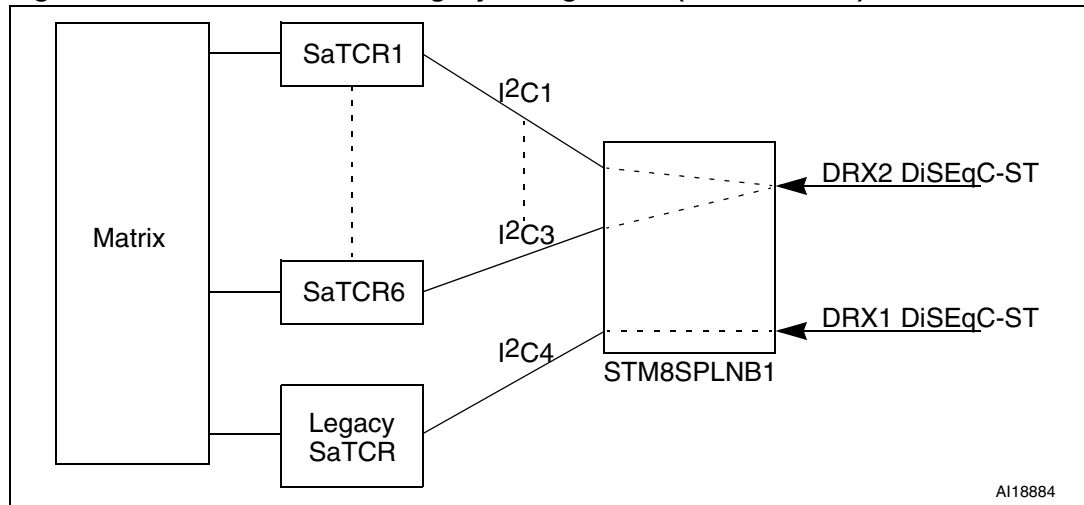 SaTCR1
I2C1
DRX2 DiSEqC-ST
Matrix
I2C3
SaTCR6
DRX1 DiSEqC-ST
I2C4
STM8SPLNB1
Legacy
SaTCR
AI18884